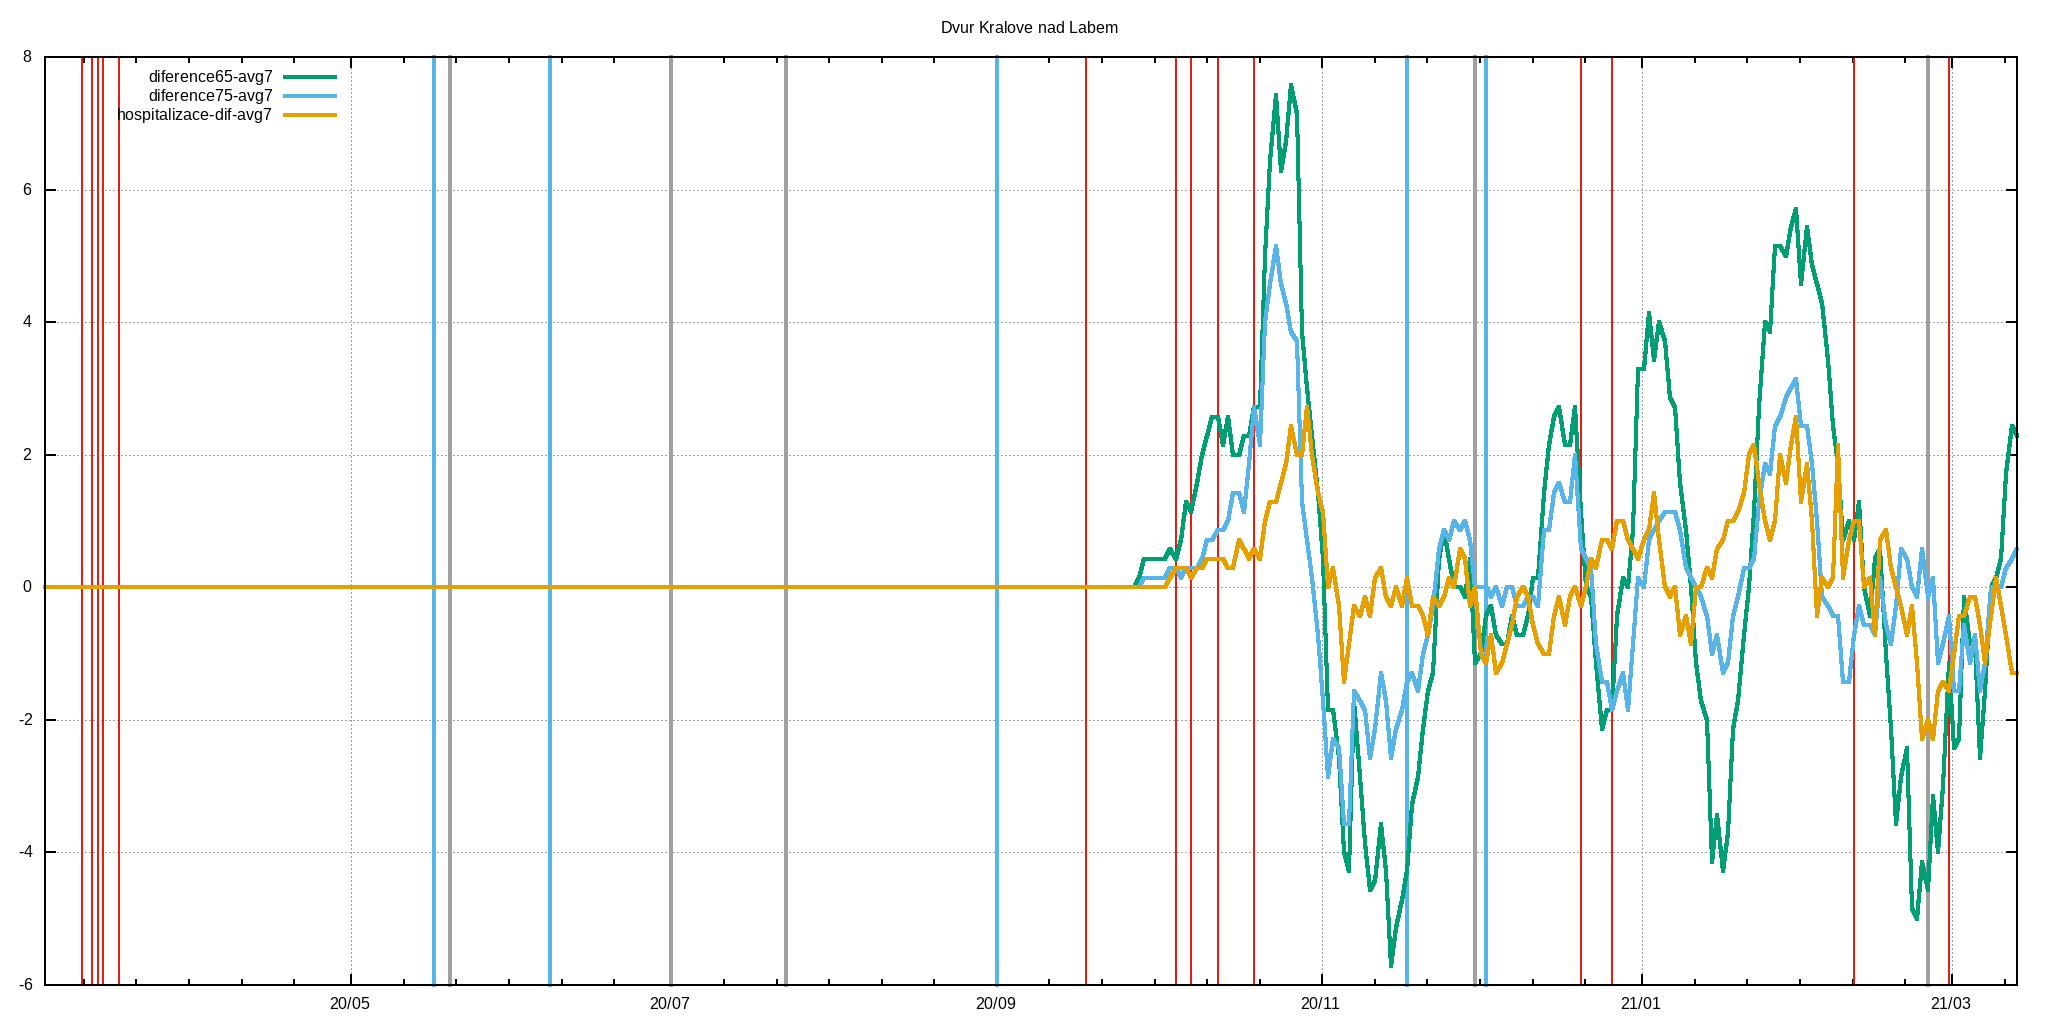 Dvur Kralove nad Labem
8
6
4
2
0
-2
-4
-6
diference65-avg7
diference75-avg7
hospitalizace-dif-avg7
20/05 20/07 20/09 20/11 21/01 21/03